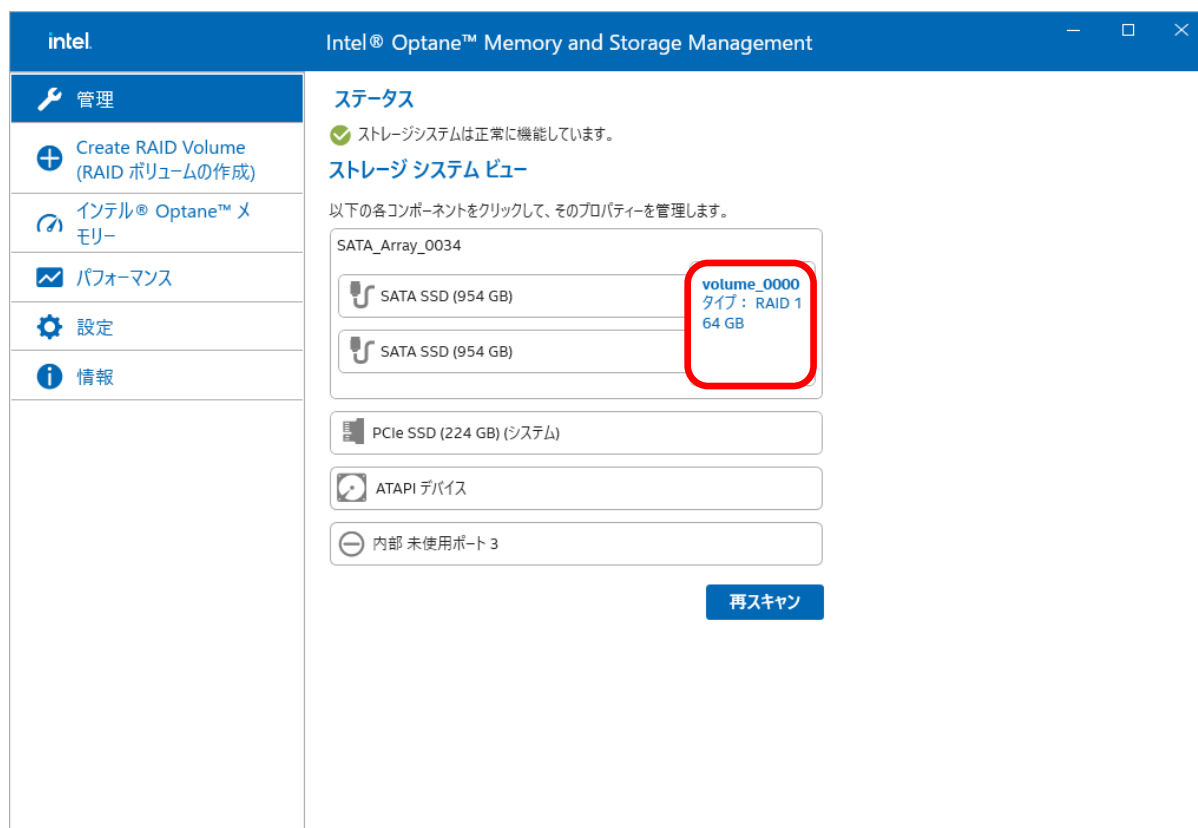 intel.
Intel® Optane™ Memory and Storage Management
管理
Create RAID Volume
(RAID ボリュームの作成)
インテル® Optane™ メ
モリー
パフォーマンス
設定
情報
ステータス
ストレージシステムは正常に機能しています。
ストレージ システム ビュー
以下の各コンポーネントをクリックして、そのプロパティーを管理します。
SATA_Array_0034
SATA SSD (954 GB)
SATA SSD (954 GB)
volume_0000
タイプ： RAID 1
64 GB
PCIe SSD (224 GB) (システム)
ATAPI デバイス
内部 未使用ポート 3
再スキャン